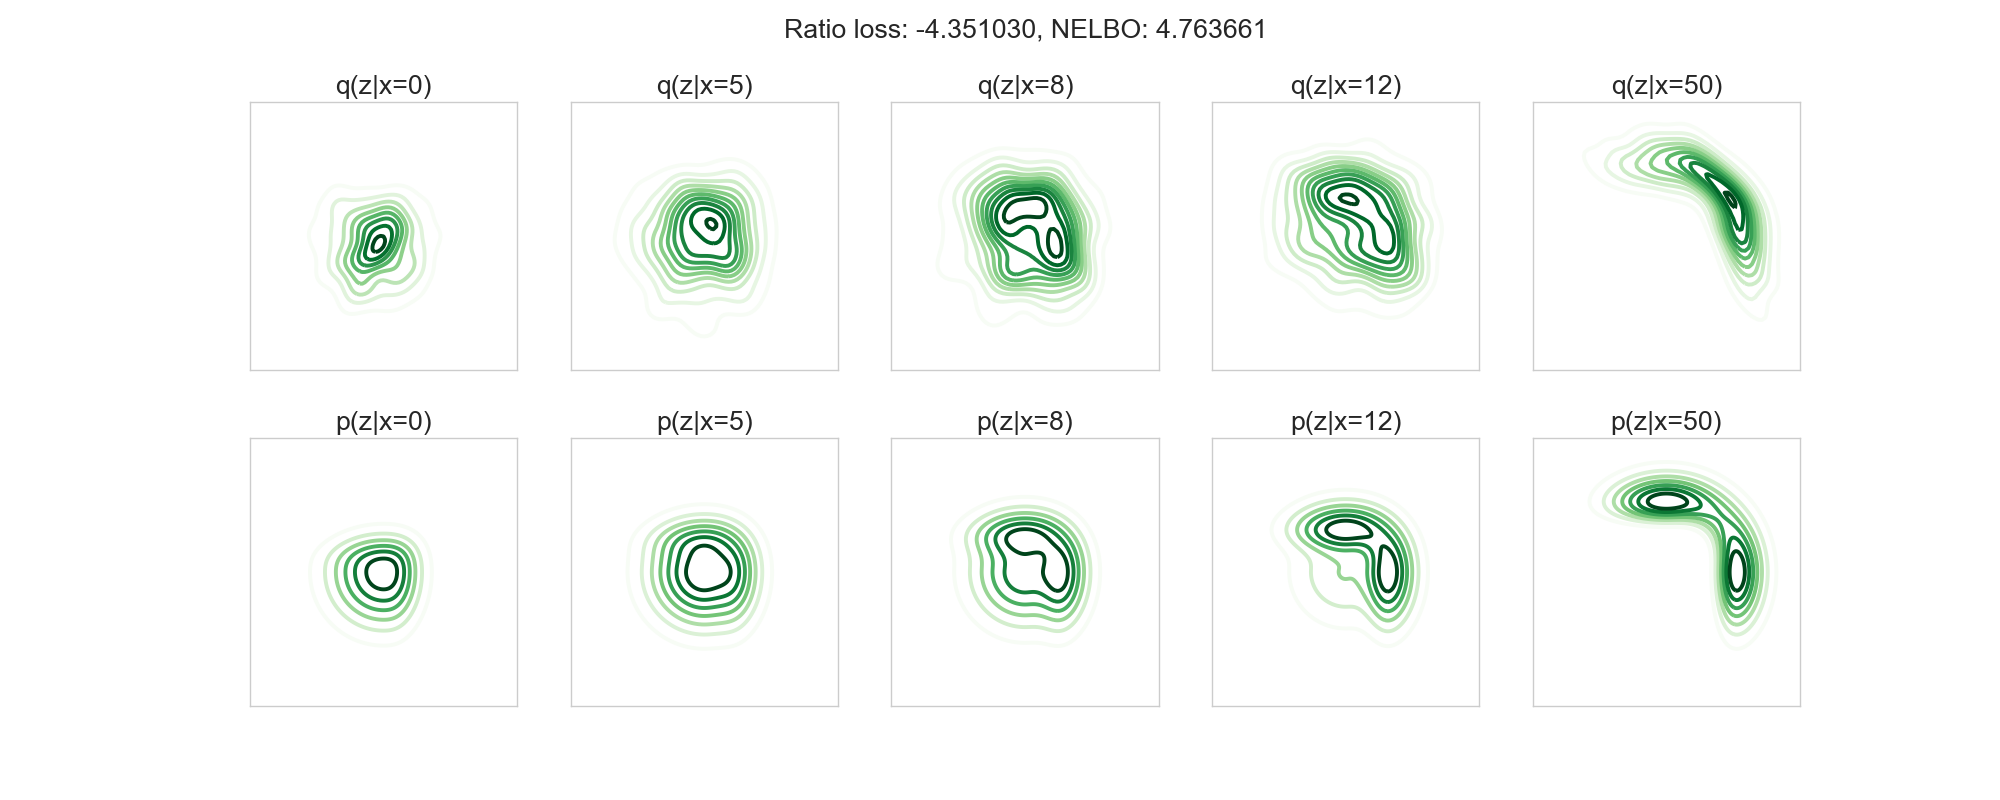 Ratio loss: -4.351030, NELBO: 4.763661
q(z|x=0) q(z|x=5) q(z|x=8) q(z|x=12) q(z|x=50)
p(z|x=0) p(z|x=5) p(z|x=8) p(z|x=12) p(z|x=50)